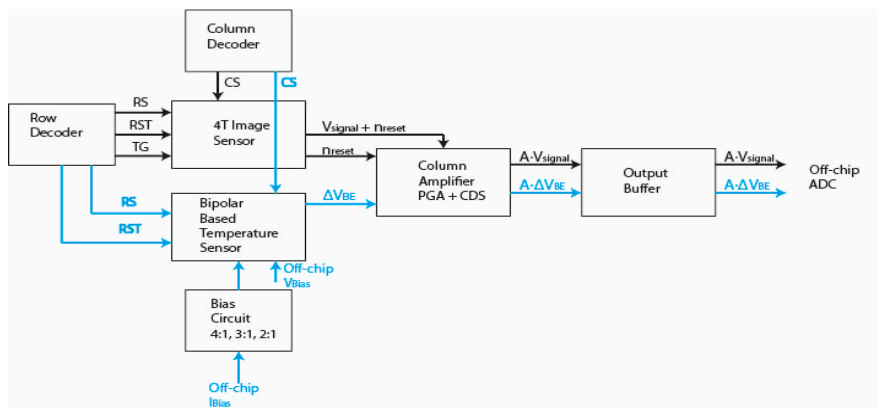 Column
Decoder
CS
CS
Row
Decoder
RS
RST
TG
4T Image
Sensor
Vsignal + nreset
nreset
Column
Amplifier
PGA + CDS
A·Vsignal
A·ΔVBE
Output
Buffer
A·Vsignal
A·ΔVBE
Off-chip
ADC
RS
RST
Bipolar
Based
Temperature
Sensor
ΔVBE
Off-chip
VBias
Bias
Circuit
4:1, 3:1, 2:1
Off-chip
IBias